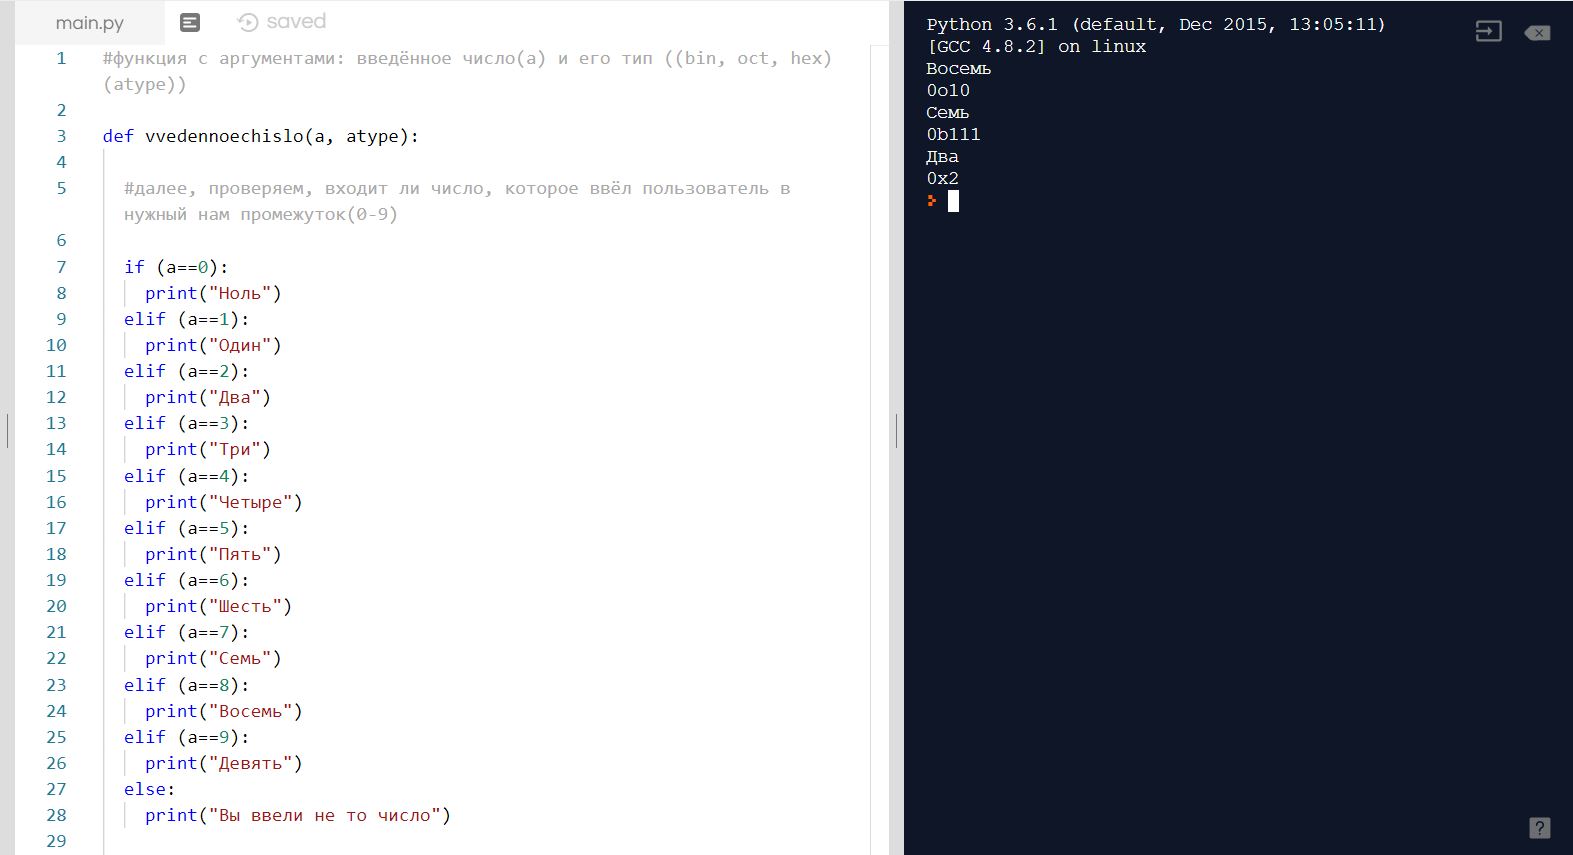 main.py
saved
1 #функция с аргументами: введённое число(a) и его тип ((bin, oct, hex)
(atype))
2
3 def vvedennoechislo(a, atype):
4
5 #далее, проверяем, входит ли число, которое ввёл пользователь в
нужный нам промежуток(0-9)
6
7 if (a==0):
8 print("Ноль")
9 elif (a==1):
10 print("Один")
11 elif (a==2):
12 print("Два")
13 elif (a==3):
14 print("Три")
15 elif (a==4):
16 print("Четыре")
17 elif (a==5):
18 print("Пять")
19 elif (a==6):
20 print("Шесть")
21 elif (a==7):
22 print("Семь")
23 elif (a==8):
24 print("Восемь")
25 elif (a==9):
26 print("Девять")
27 else:
28 print("Вы ввели не то число")
29
Python 3.6.1 (default, Dec 2015, 13:05:11)
[GCC 4.8.2] on linux
Восемь
0o10
Семь
0b111
Два
0x2
?